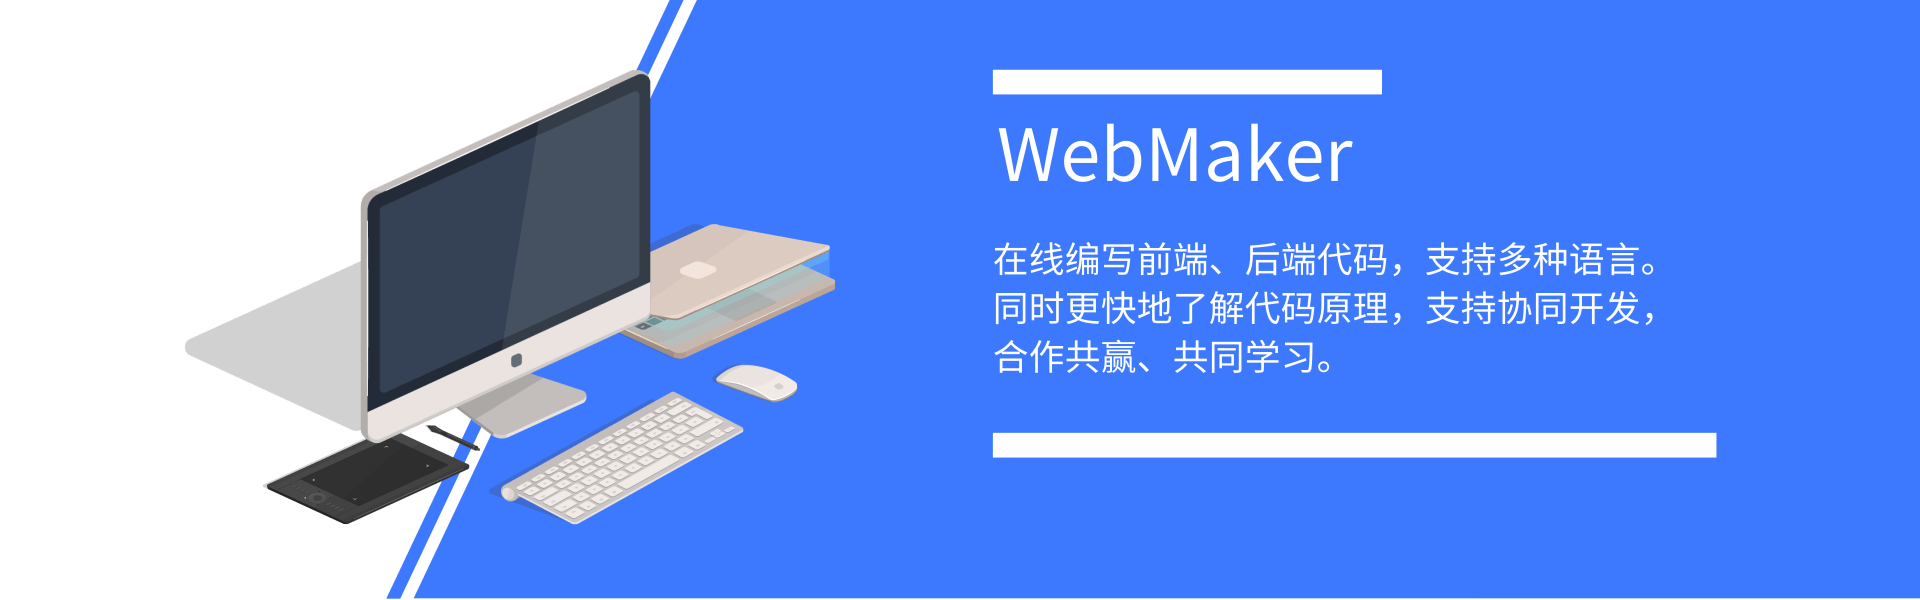 WebMaker
在线编写前端、后端代码，支持多种语言。
同时更快地了解代码原理，支持协同开发，
合作共赢、共同学习。